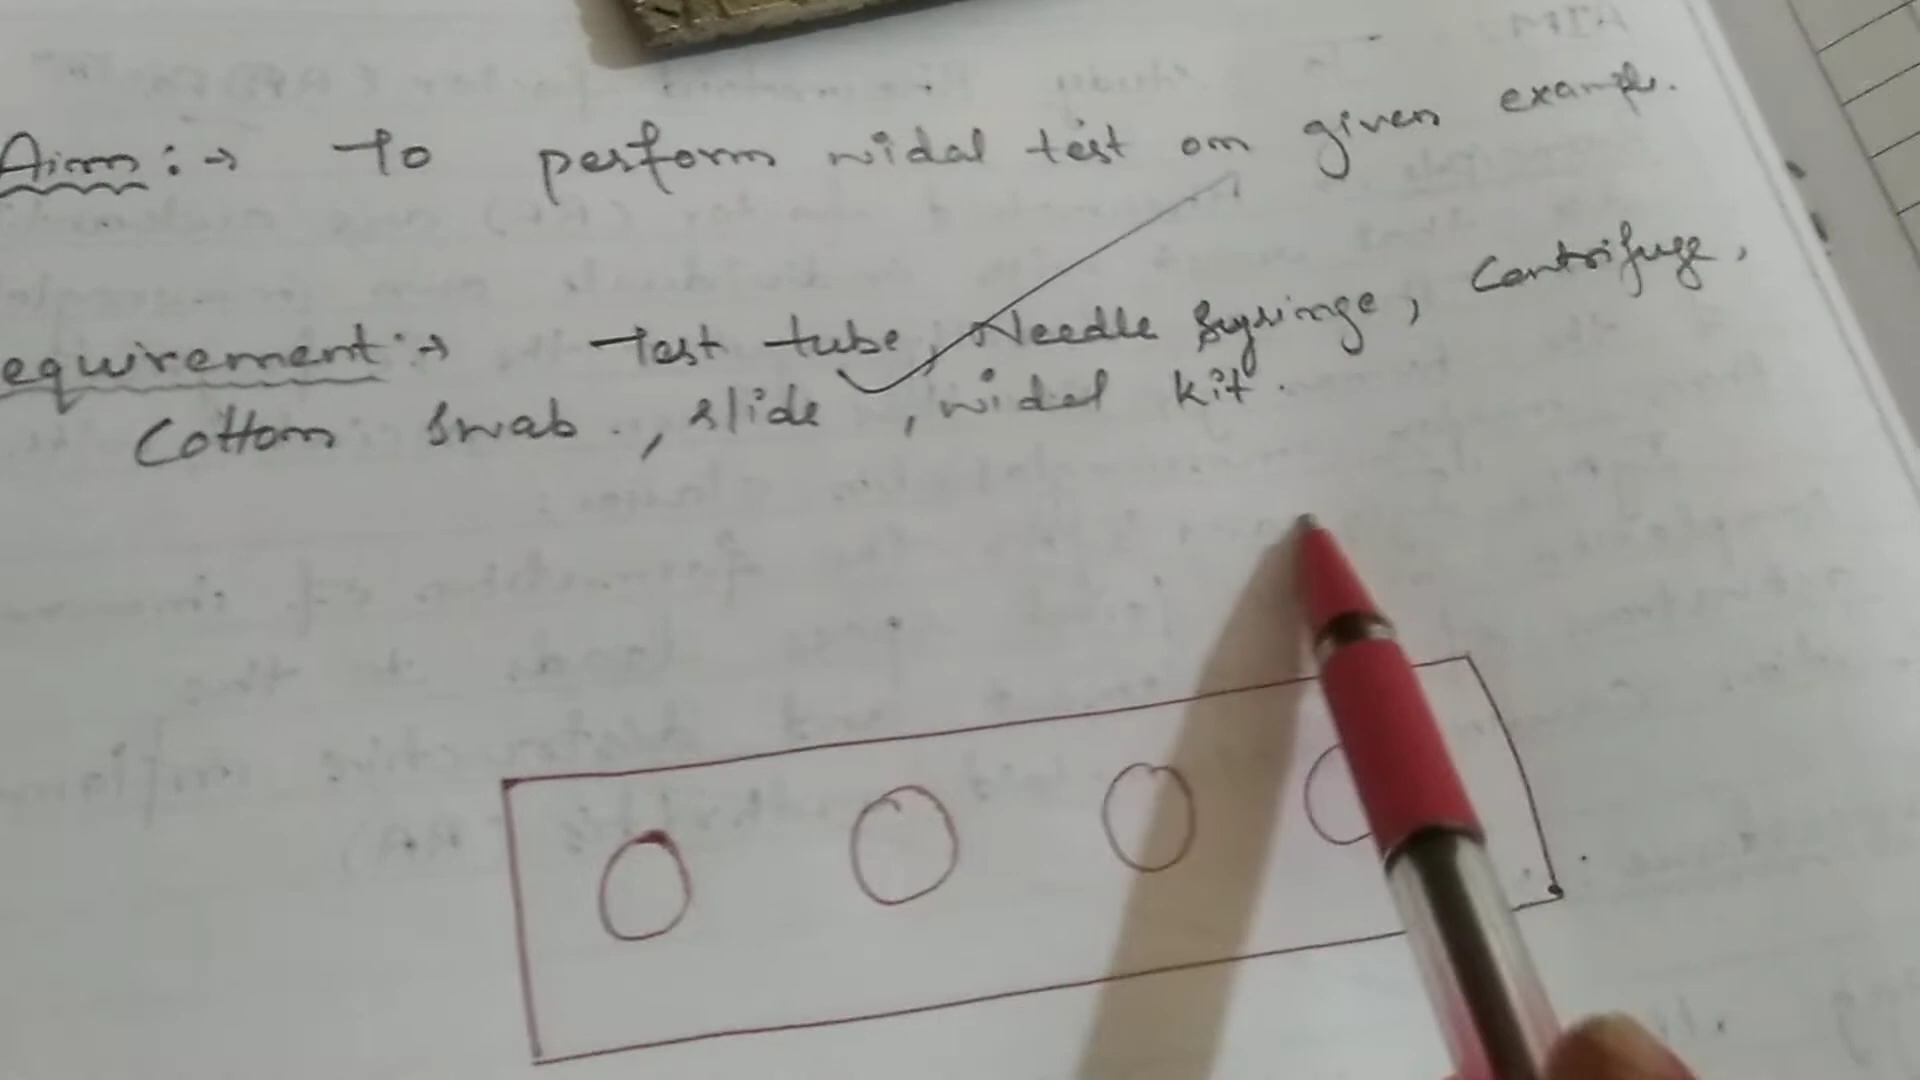 Aim:→ To perform widal test on given example.
equirement:→ Test tube, Needle Syringe, Centrifuge,
Cotton Swab., slide, widal kit.